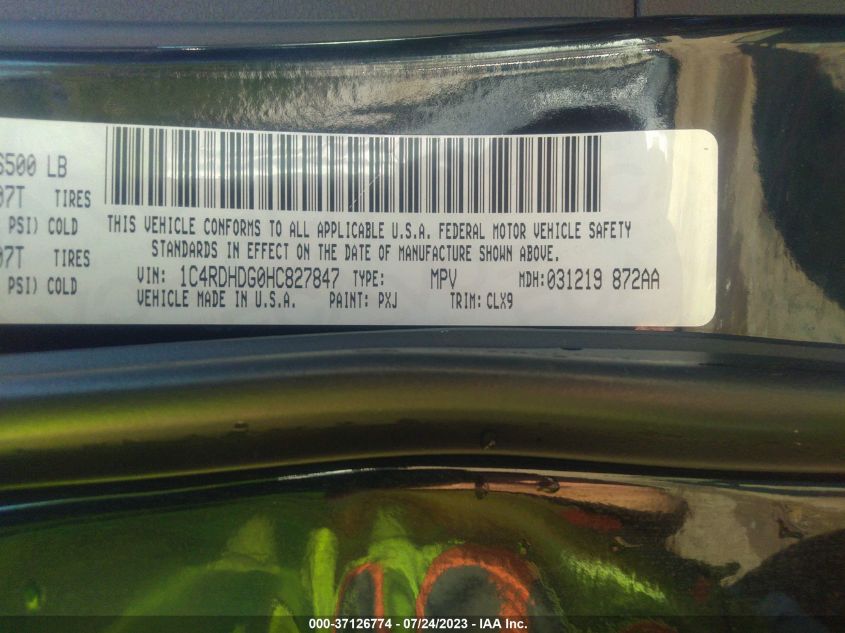 6500 LB
07T TIRES
PSI) COLD
07T TIRES
PSI) COLD
THIS VEHICLE CONFORMS TO ALL APPLICABLE U.S.A. FEDERAL MOTOR VEHICLE SAFETY
STANDARDS IN EFFECT ON THE DATE OF MANUFACTURE SHOWN ABOVE.
VIN: 1C4RDHDG0HC827847 TYPE: MPV MDH: 031219 872AA
VEHICLE MADE IN U.S.A. PAINT: PXJ TRIM: CLX9
000-37126774 - 07/24/2023 - IAA Inc.